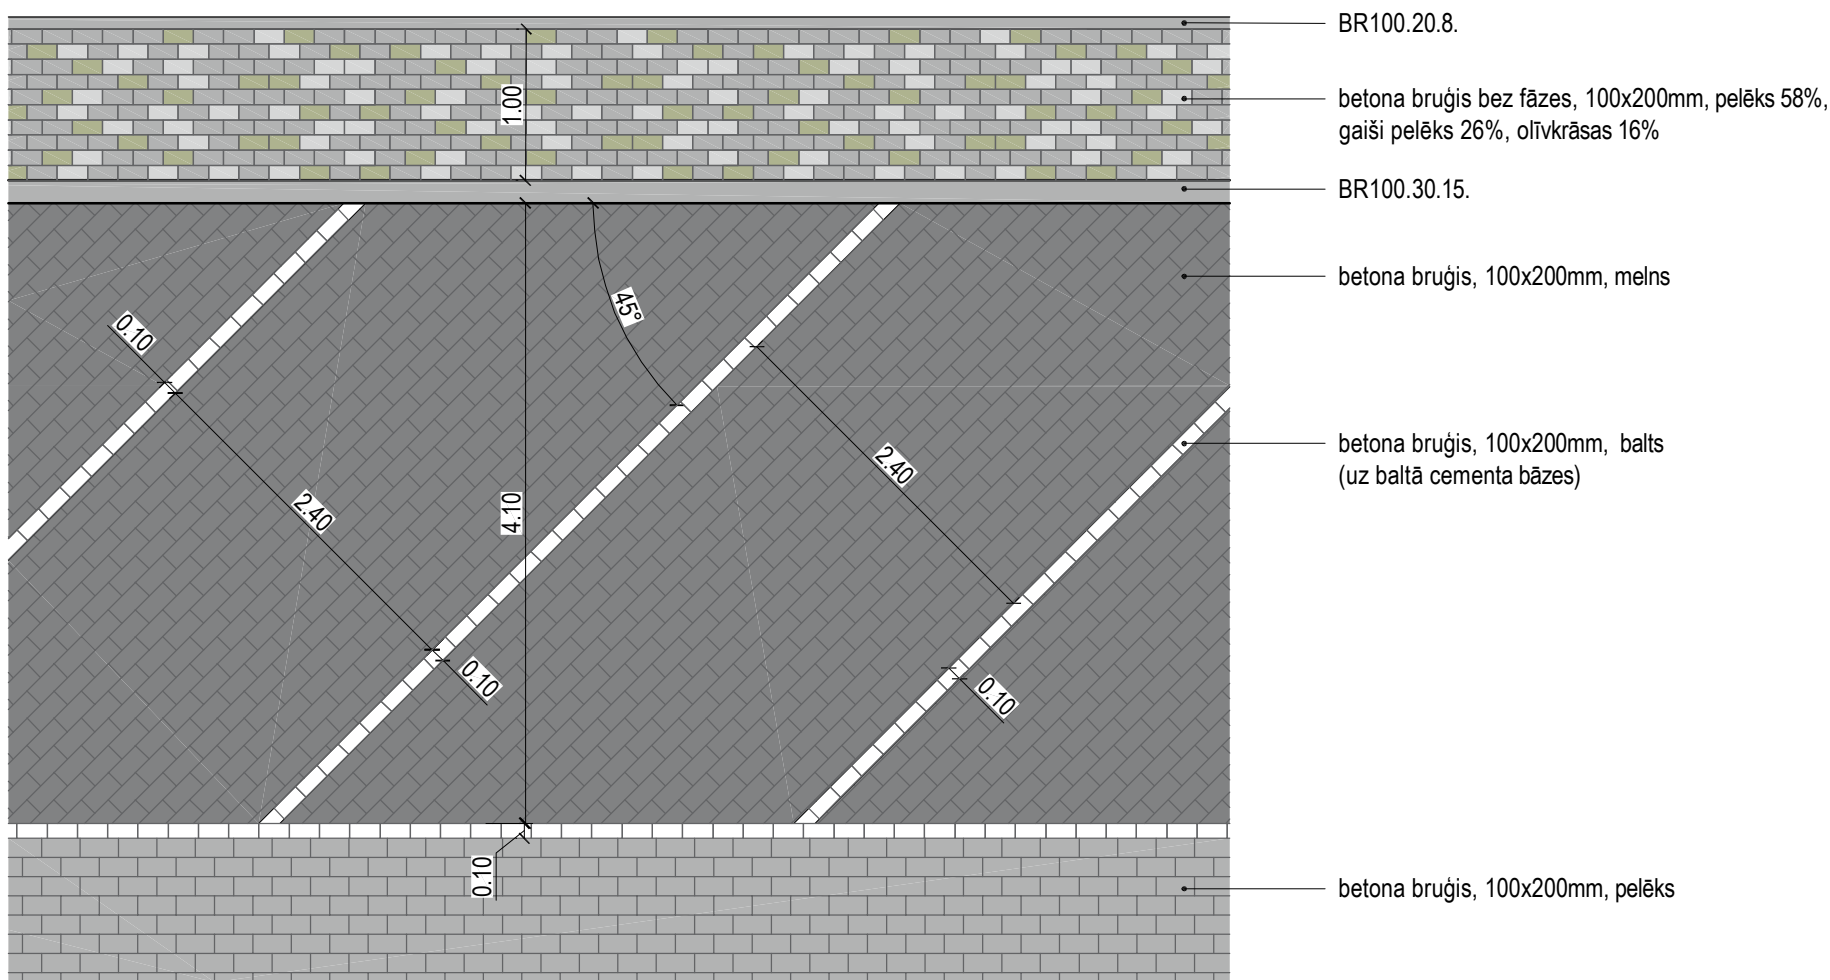 BR100.20.8.
betona bruģis bez fāzes, 100x200mm, pelēks 58%,
gaiši pelēks 26%, olīvkrāsas 16%
1.00
BR100.30.15.
betona bruģis, 100x200mm, melns
45°
0.10
betona bruģis, 100x200mm, balts
(uz baltā cementa bāzes)
2.40
2.40
4.10
0.10
0.10
0.10
betona bruģis, 100x200mm, pelēks